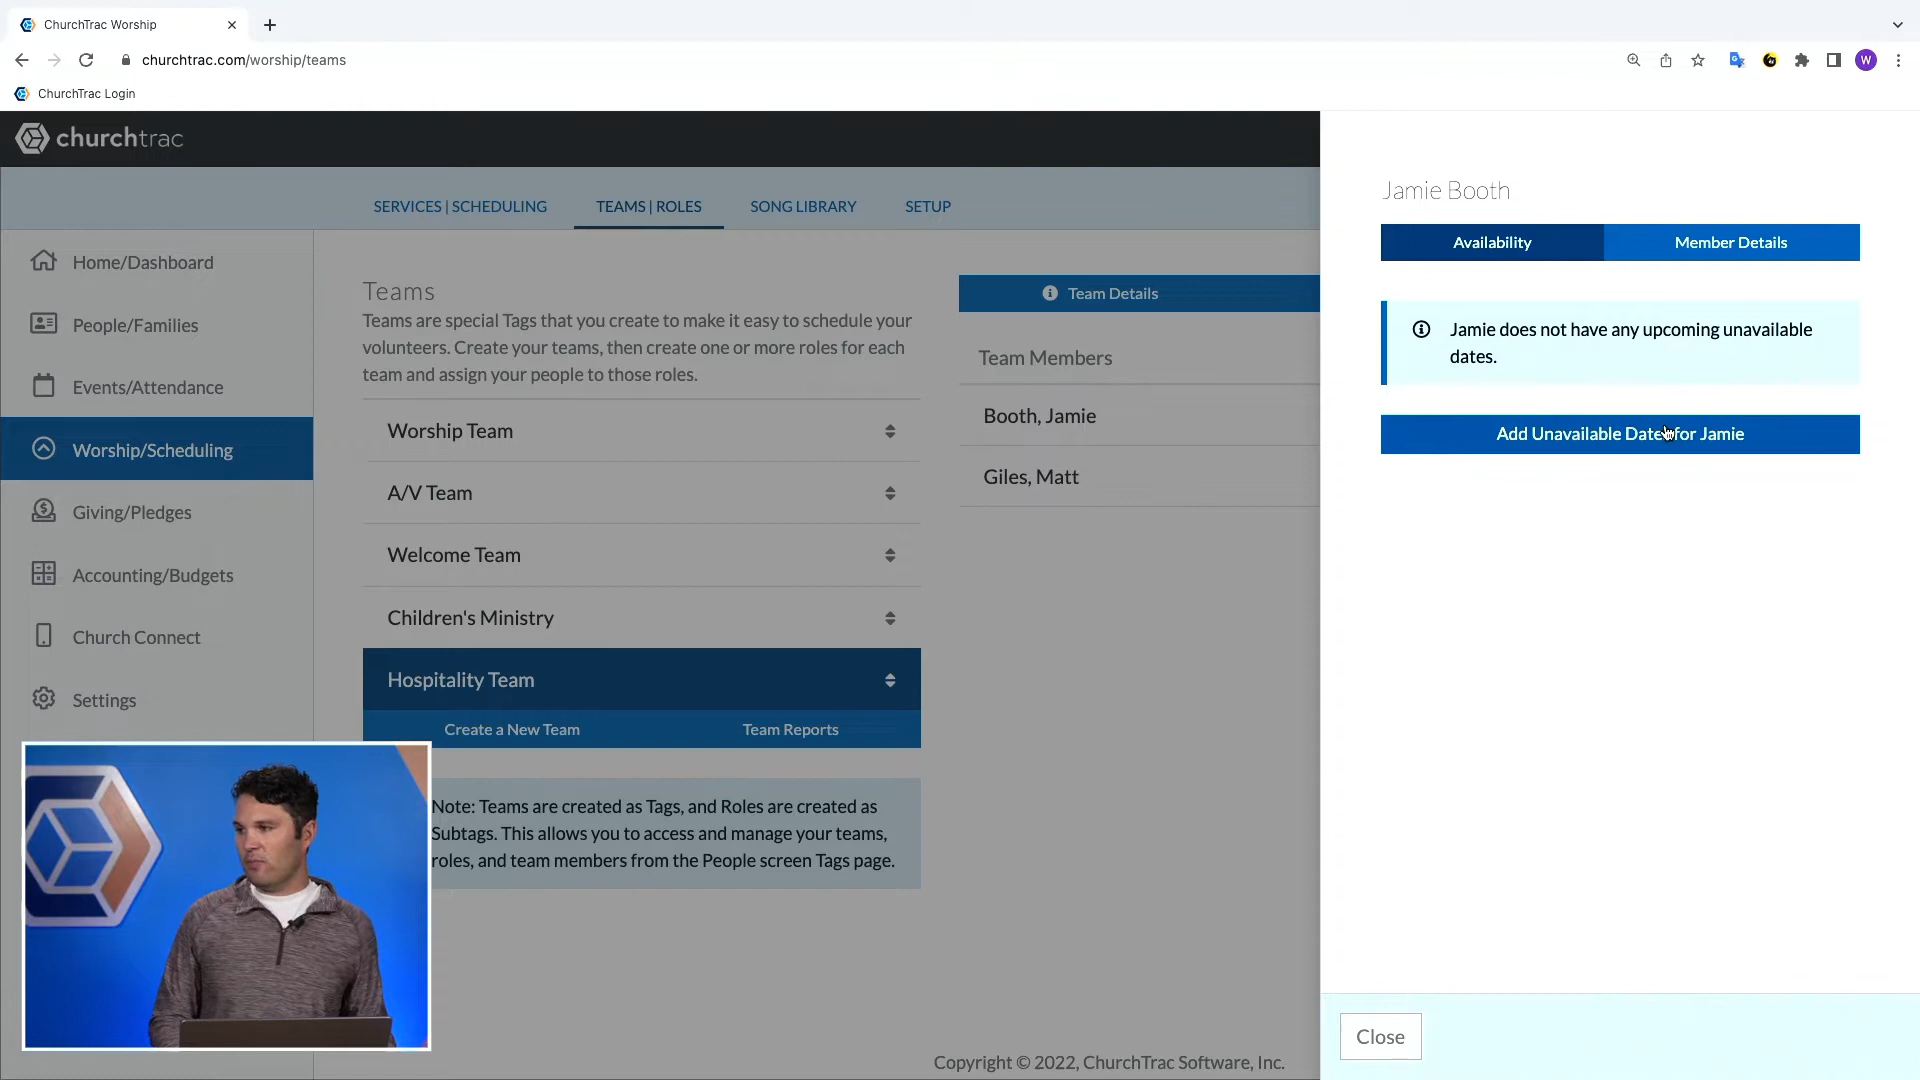 ChurchTrac Worship
churchtrac.com/worship/teams
W
ChurchTrac Login
churchtrac
SERVICES | SCHEDULING
TEAMS | ROLES
SONG LIBRARY
SETUP
Home/Dashboard
People/Families
Events/Attendance
Worship/Scheduling
Giving/Pledges
Accounting/Budgets
Church Connect
Settings
Teams
Teams are special Tags that you create to make it easy to schedule your
volunteers. Create your teams, then create one or more roles for each
team and assign your people to those roles.
Worship Team
A/V Team
Welcome Team
Children's Ministry
Hospitality Team
Create a New Team
Team Reports
Note: Teams are created as Tags, and Roles are created as
Subtags. This allows you to access and manage your teams,
roles, and team members from the People screen Tags page.
Team Details
Team Members
Booth, Jamie
Giles, Matt
Copyright © 2022, ChurchTrac Software, Inc.
Jamie Booth
Availability
Member Details
Jamie does not have any upcoming unavailable
dates.
Add Unavailable Dates for Jamie
Close